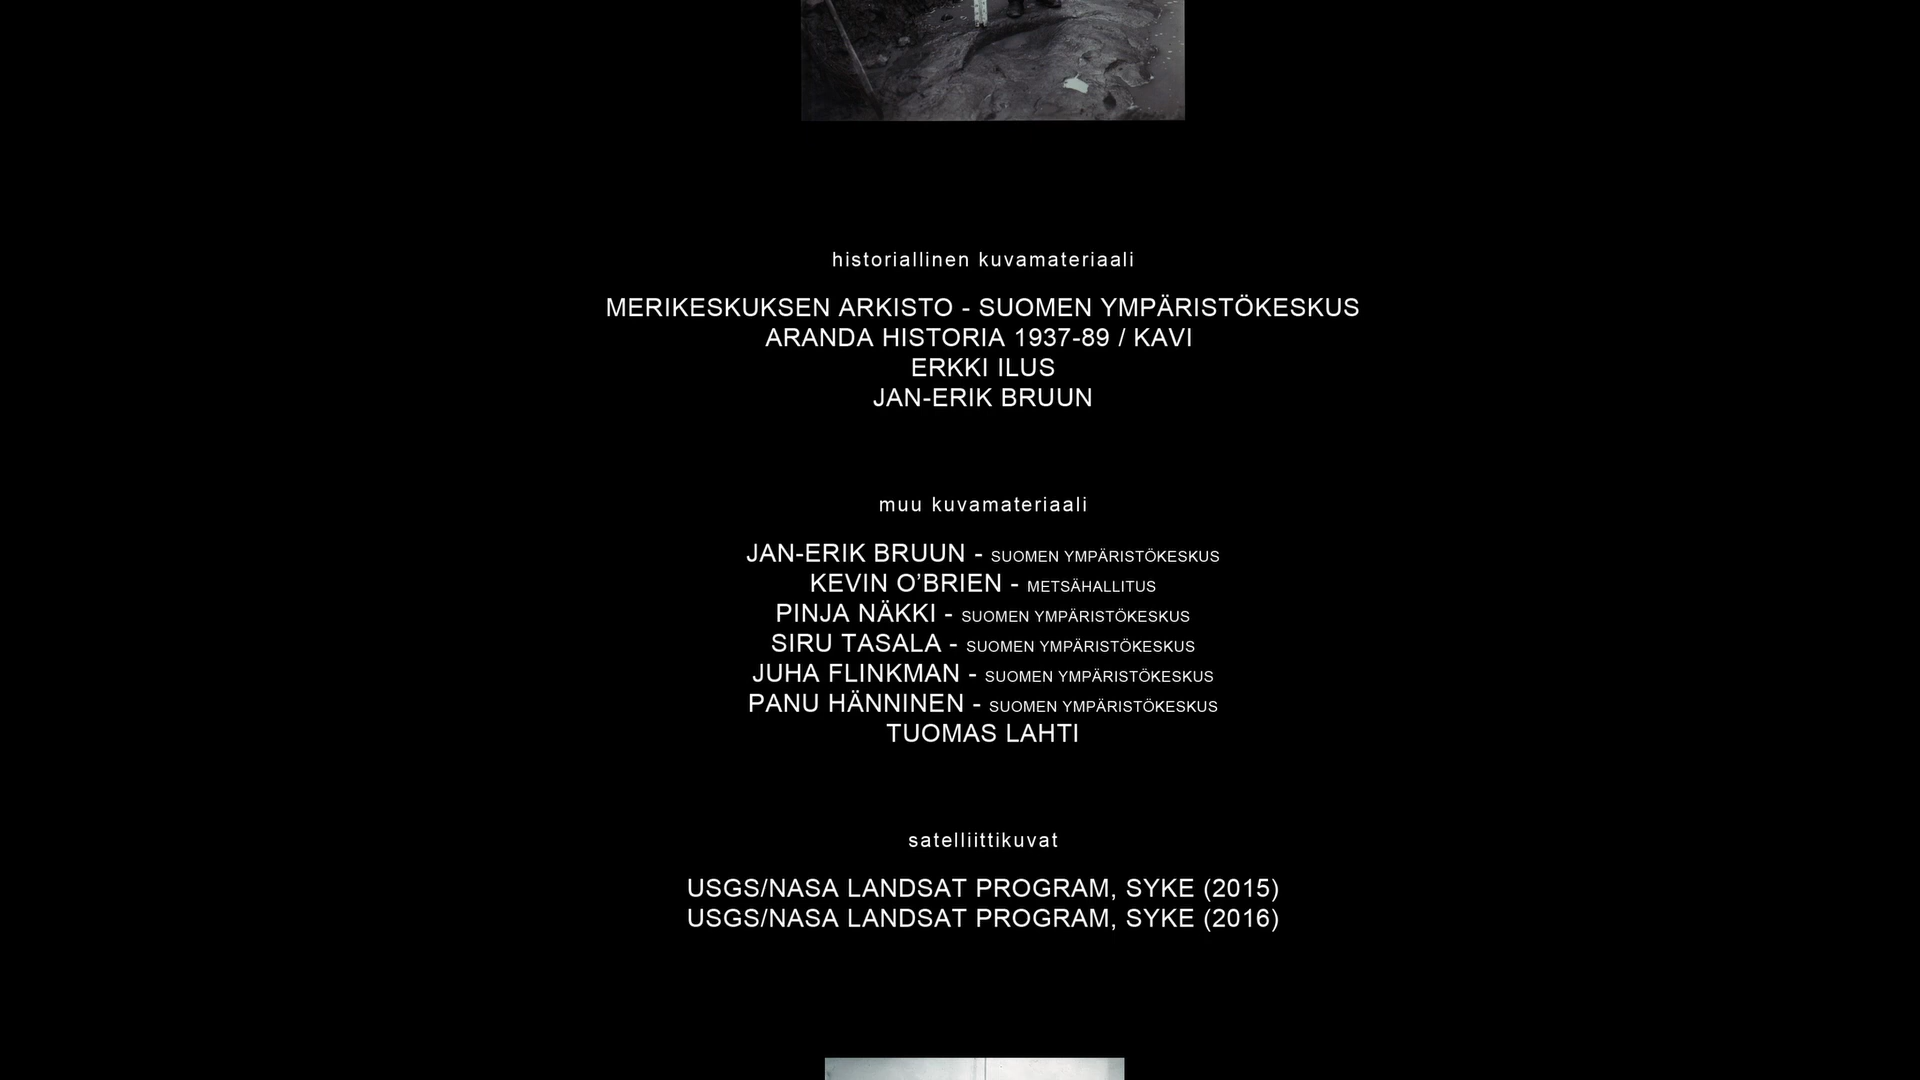 historiallinen kuvamateriaali
MERIKESKUKSEN ARKISTO - SUOMEN YMPÄRISTÖKESKUS
ARANDA HISTORIA 1937-89 / KAVI
ERKKI ILUS
JAN-ERIK BRUUN
muu kuvamateriaali
JAN-ERIK BRUUN - SUOMEN YMPÄRISTÖKESKUS
KEVIN O’BRIEN - METSÄHALLITUS
PINJA NÄKKI - SUOMEN YMPÄRISTÖKESKUS
SIRU TASALA - SUOMEN YMPÄRISTÖKESKUS
JUHA FLINKMAN - SUOMEN YMPÄRISTÖKESKUS
PANU HÄNNINEN - SUOMEN YMPÄRISTÖKESKUS
TUOMAS LAHTI
satelliittikuvat
USGS/NASA LANDSAT PROGRAM, SYKE (2015)
USGS/NASA LANDSAT PROGRAM, SYKE (2016)